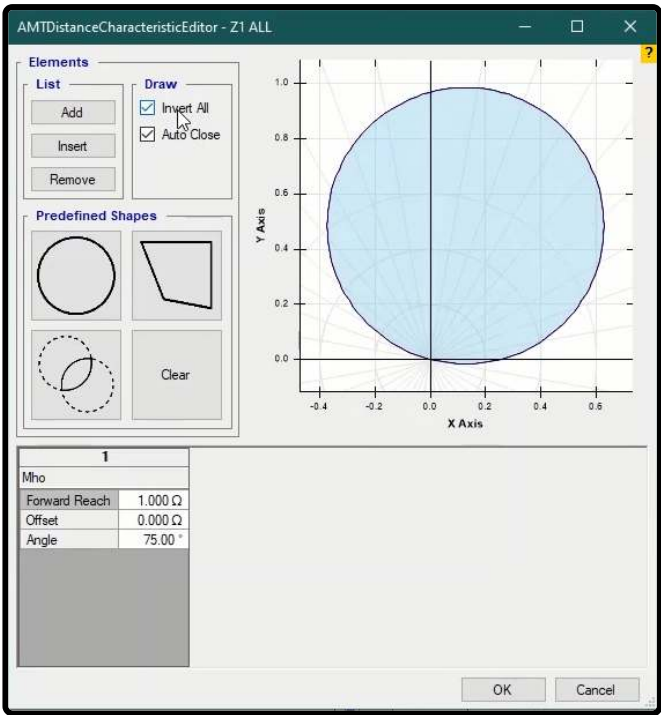 AMTDistanceCharacteristicEditor - Z1 ALL
?
Elements
List
Add
Insert
Remove
Draw
Invert All
Auto Close
Predefined Shapes
Clear
Y Axis
1.0
0.8
0.6
0.4
0.2
0.0
-0.4 -0.2 0.0 0.2 0.4 0.6
X Axis
1
Mho
Forward Reach 1.000 Ω
Offset 0.000 Ω
Angle 75.00 °
OK Cancel